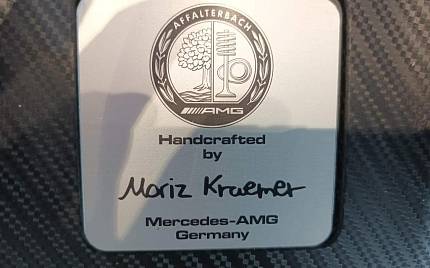 AFFALTERBACH
AMG
Handcrafted
by
Moriz Kraemer
Mercedes-AMG
Germany